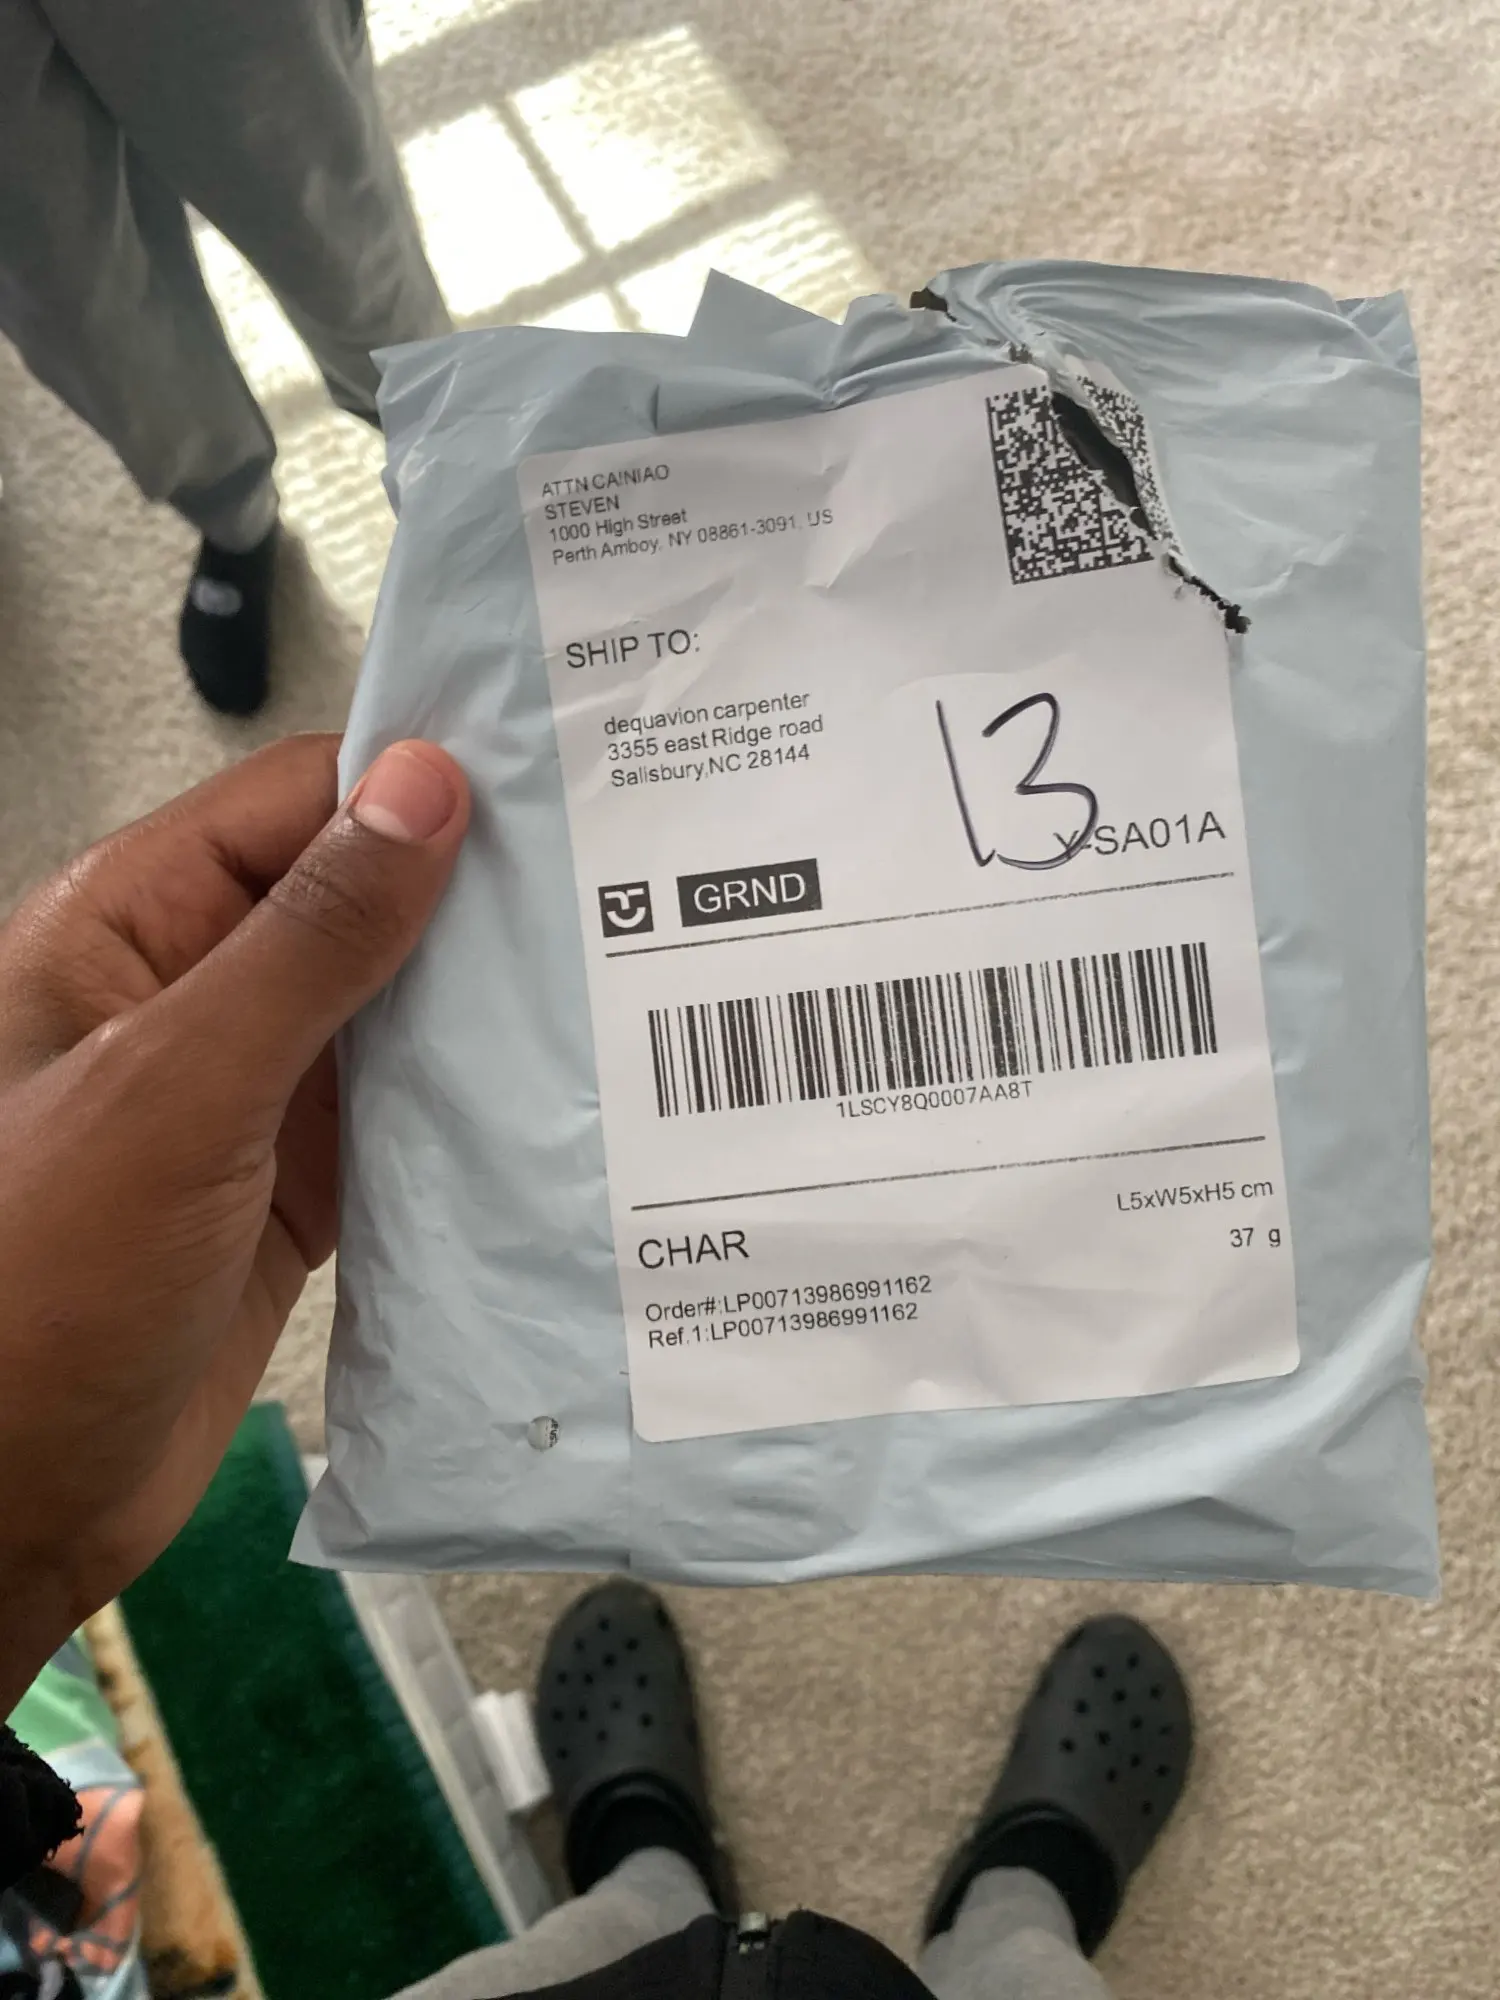 ATTN CAINIAO
STEVEN
1000 High Street
Perth Amboy, NY 08861-3091, US
SHIP TO:
dequavion carpenter
3355 east Ridge road
Salisbury,NC 28144
13
Y-SA01A
GRND
1LSCY8Q0007AA8T
L5xW5xH5 cm
37 g
CHAR
Order#:LP00713986991162
Ref.1:LP00713986991162